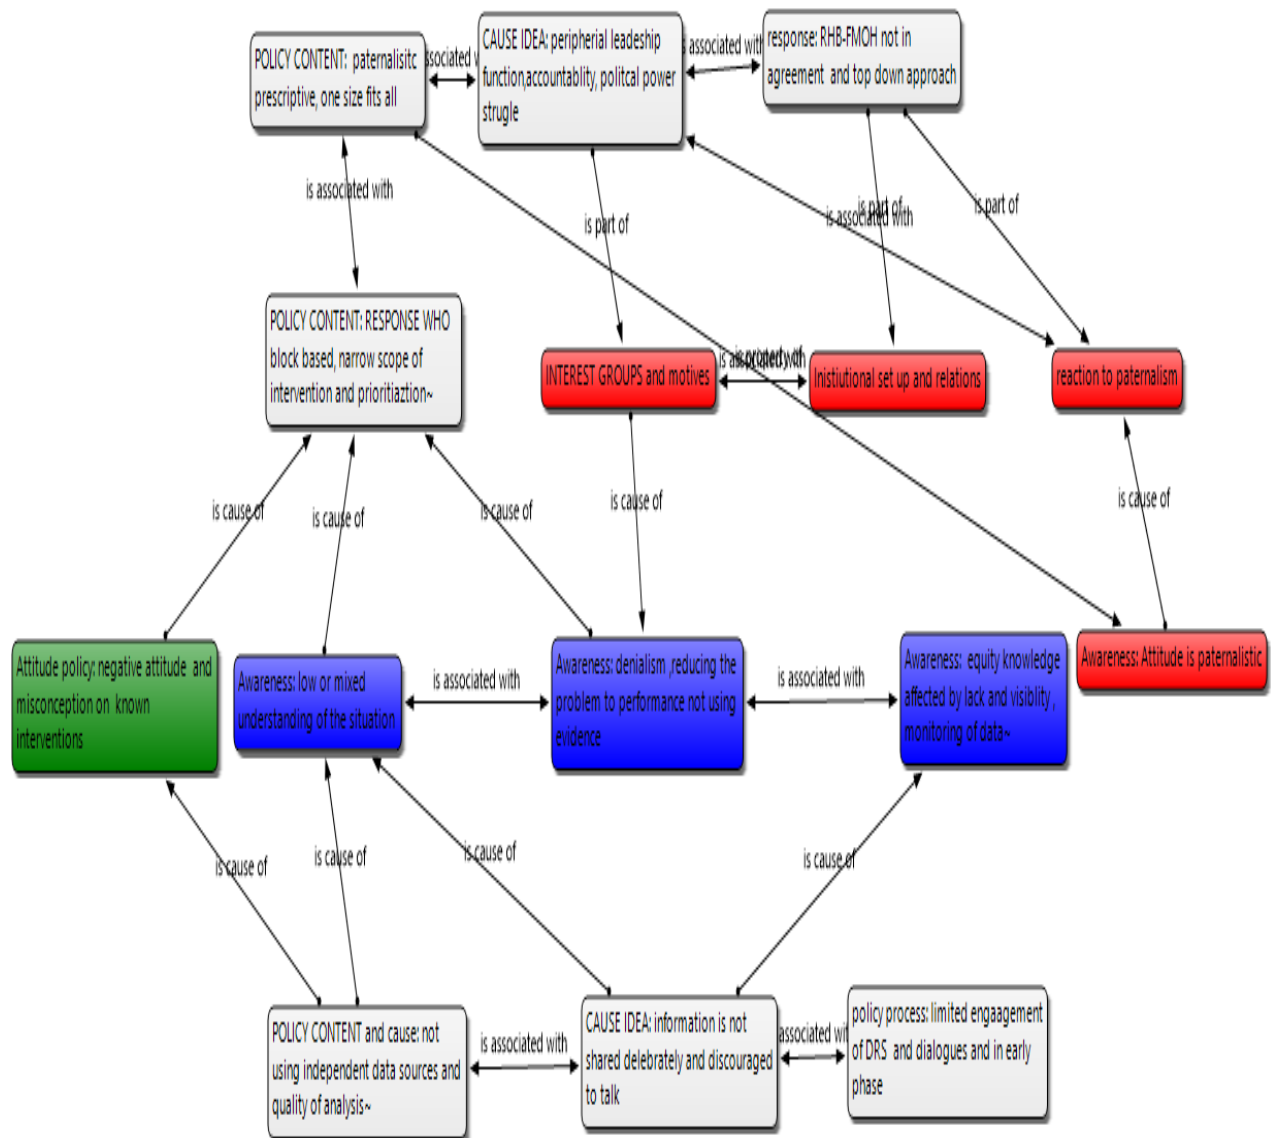 POLICY CONTENT: paternalisitc
prescriptive, one size fits all
ssociated
CAUSE IDEA: peripherial leadeship
function,accountablity, politcal power
strugle
s associated with
response: RHB-FMOH not in
agreement and top down approach
is associated with
is part of
is part of
is associated with
is part of
POLICY CONTENT: RESPONSE WHO
block based, narrow scope of
intervention and prioritiaztion~
INTEREST GROUPS and motives
is associated with
is property of
Inistiutional set up and relations
reaction to paternalism
is cause of
is cause of
is cause of
is cause of
is cause of
Attitude policy: negative attitude and
misconception on known
interventions
Awareness: low or mixed
understanding of the situation
is associated with
Awareness: denialism ,reducing the
problem to performance not using
evidence
is associated with
Awareness: equity knowledge
affected by lack and visiblity ,
monitoring of data~
Awareness: Attitude is paternalistic
is cause of
is cause of
is cause of
is cause of
POLICY CONTENT and cause: not
using independent data sources and
quality of analysis~
is associated with
CAUSE IDEA: information is not
shared delebrately and discouraged
to talk
associated wit
policy process: limited engaagement
of DRS and dialogues and in early
phase